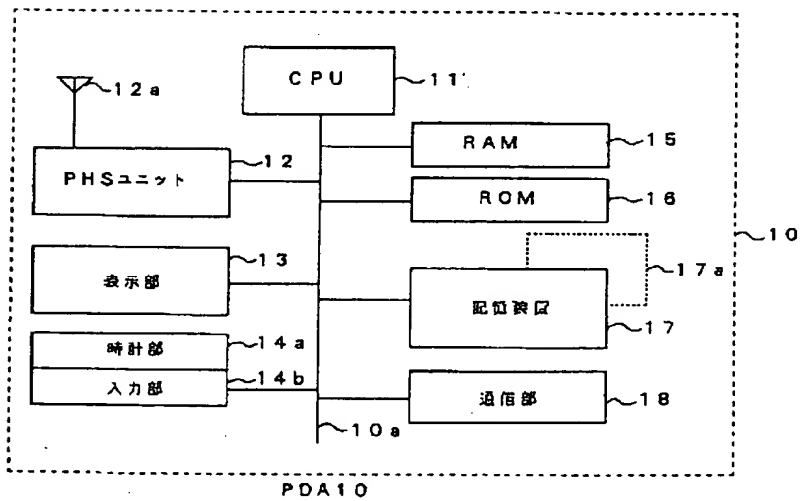 CPU
11
12a
PHSユニット
12
RAM
15
ROM
16
10
表示部
13
17a
記憶装置
17
時計部
14a
入力部
14b
通信部
18
10a
PDA10